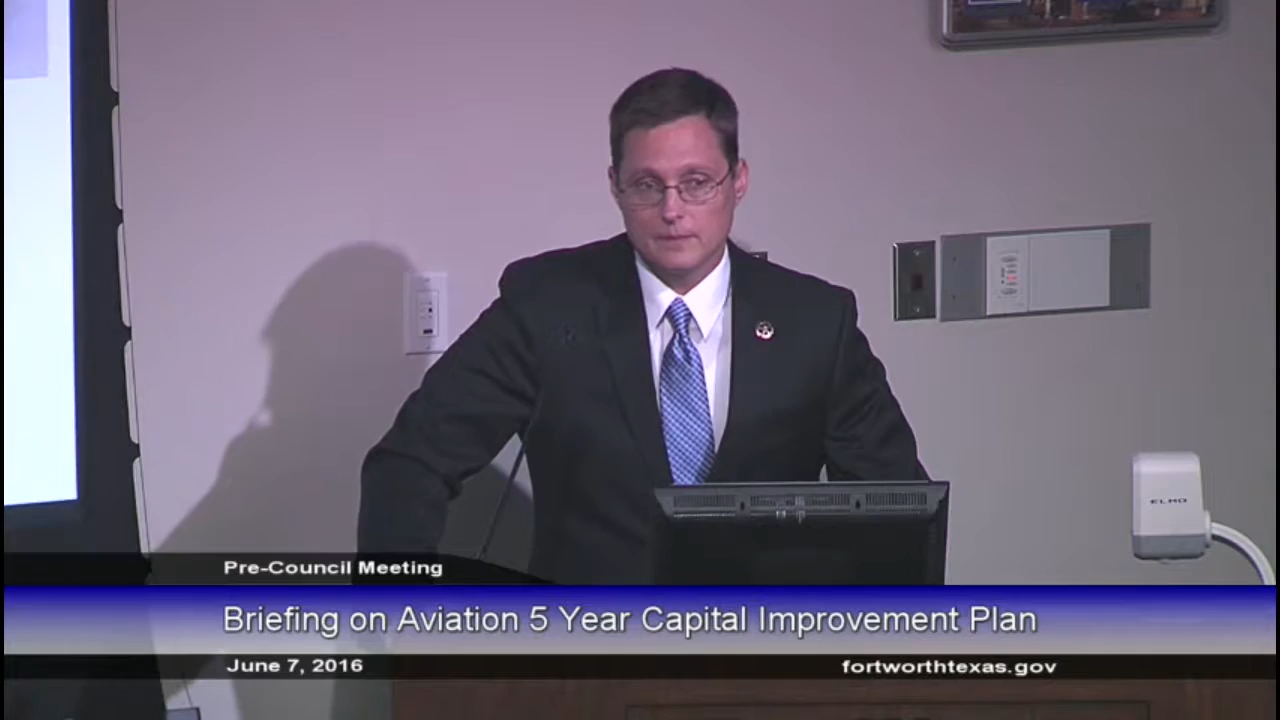 ELMO
Pre-Council Meeting
Briefing on Aviation 5 Year Capital Improvement Plan
June 7, 2016
fortworthtexas.gov